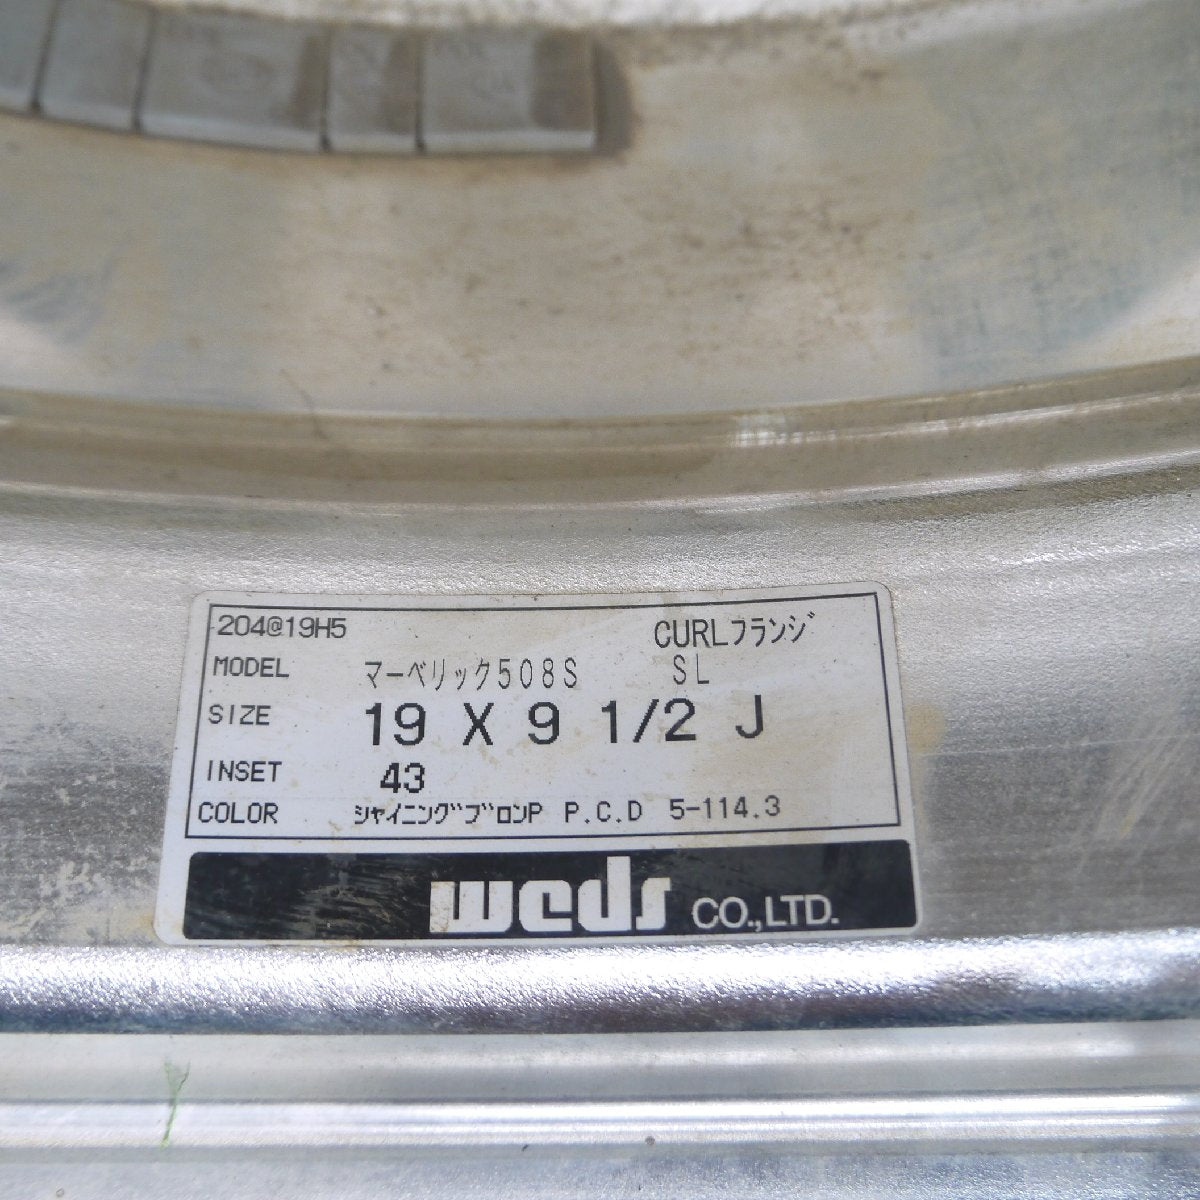 204@19H5 CURLフランジ
MODEL マーベリック508S SL
SIZE 19 X 9 1/2 J
INSET 43
COLOR シャイニングブロンP P.C.D 5-114.3
weds CO.,LTD.